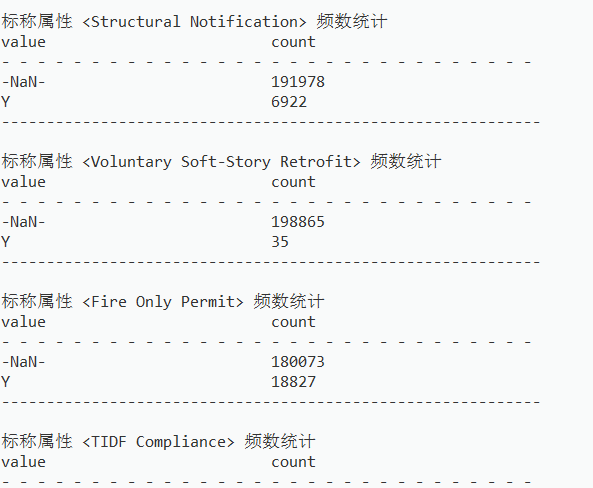 标称属性 <Structural Notification> 频数统计
value count
- - - - - - - - - - - - - - - - - - - - - - - - - - - - - -
-NaN- 191978
Y 6922
------------------------------------------------------------
标称属性 <Voluntary Soft-Story Retrofit> 频数统计
value count
- - - - - - - - - - - - - - - - - - - - - - - - - - - - - -
-NaN- 198865
Y 35
------------------------------------------------------------
标称属性 <Fire Only Permit> 频数统计
value count
- - - - - - - - - - - - - - - - - - - - - - - - - - - - - -
-NaN- 180073
Y 18827
------------------------------------------------------------
标称属性 <TIDF Compliance> 频数统计
value count
- - - - - - - - - - - - - - - - - - - - - - - - - - - - - -